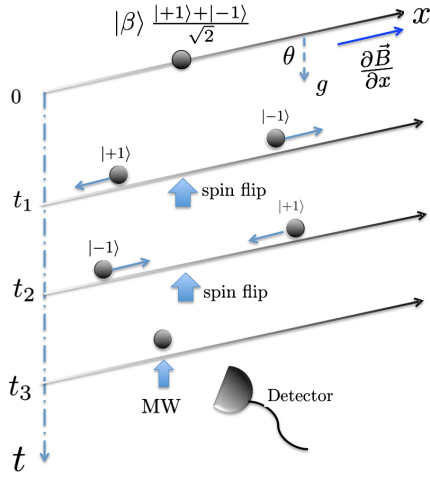 |β⟩ (|+1⟩+|−1⟩)/√2
x
θ
g
∂B⃗/∂x
0
|−1⟩
|+1⟩
t₁
spin flip
|+1⟩
|−1⟩
t₂
spin flip
t₃
MW
Detector
t